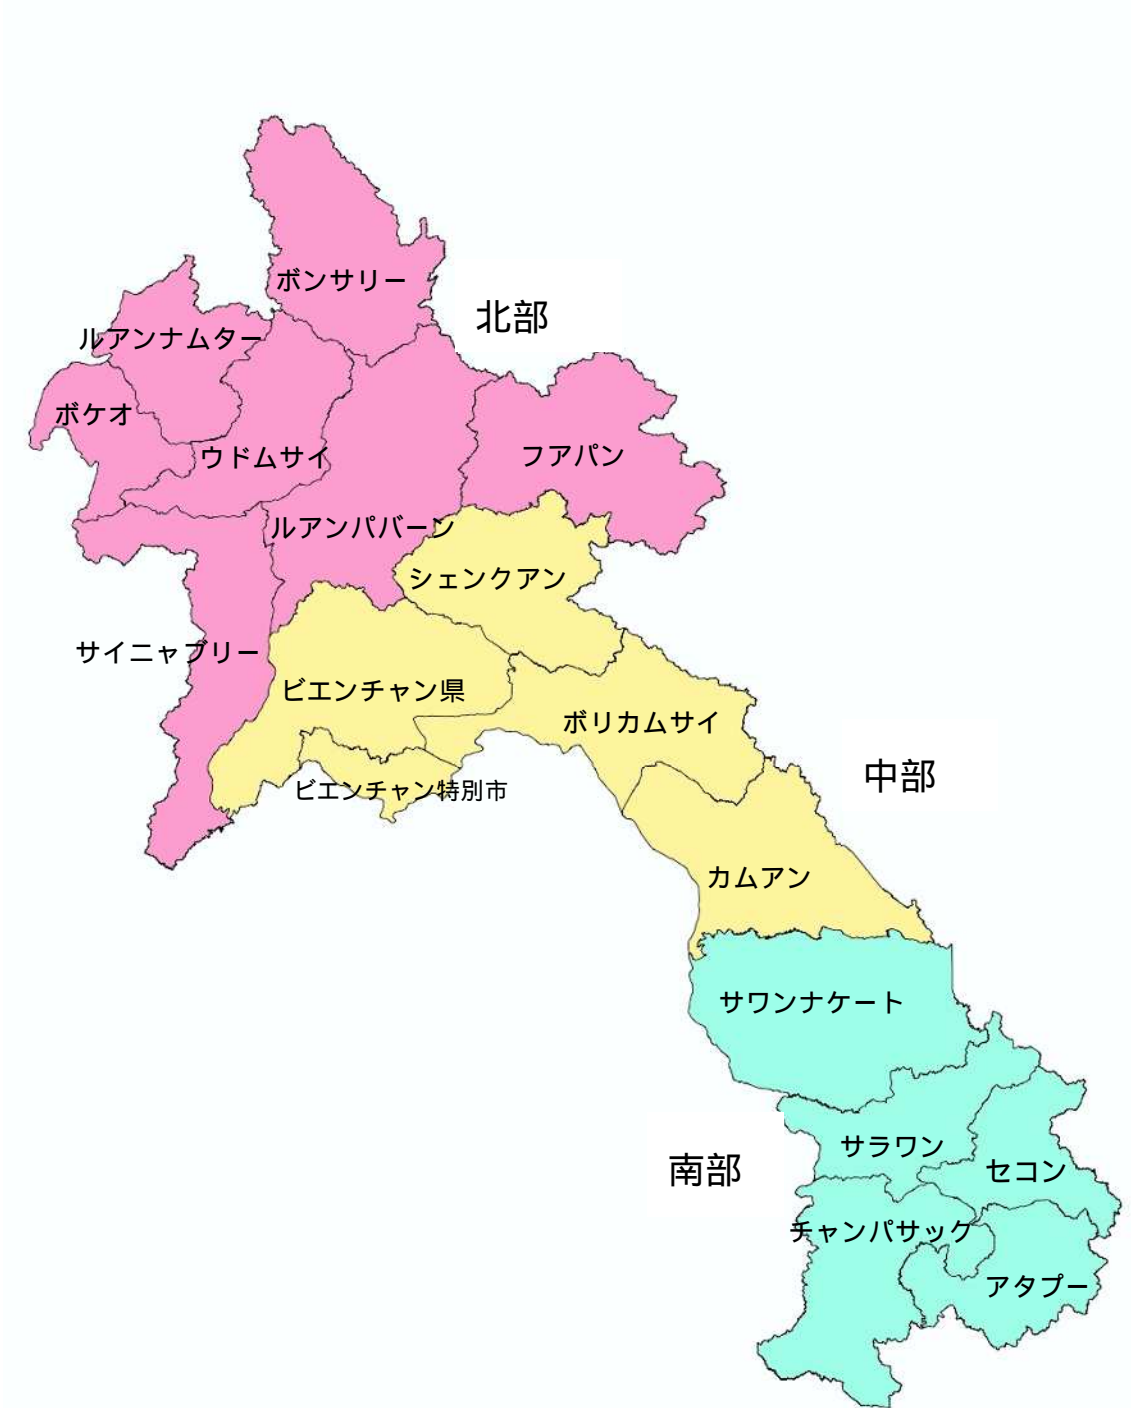 ボンサリー
北部
ルアンナムター
ボケオ
ウドムサイ
フアパン
ルアンパバーン
シェンクアン
サイニャブリー
ビエンチャン県
ボリカムサイ
中部
ビエンチャン特別市
カムアン
サワンナケート
サラワン
南部
セコン
チャンパサック
アタプー